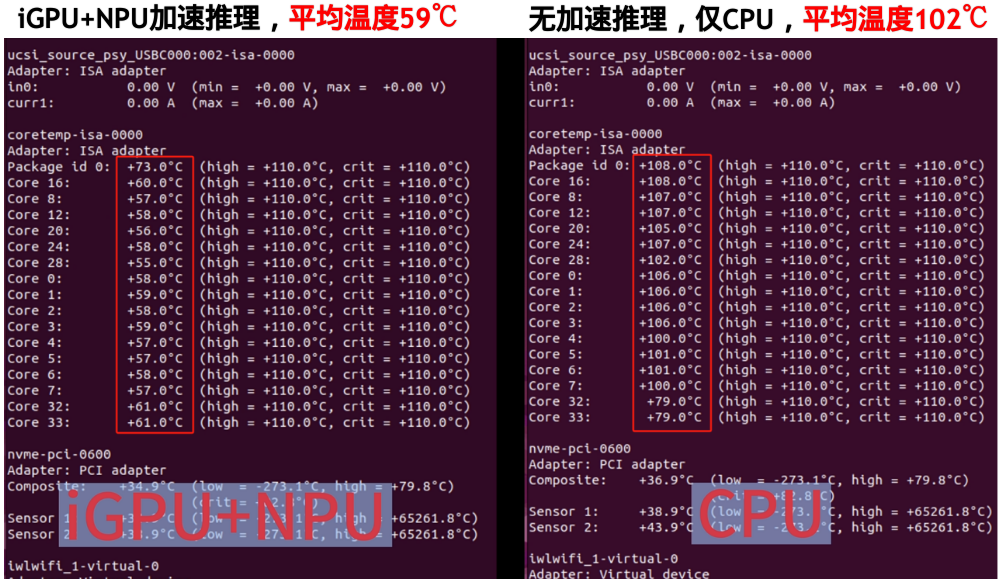 iGPU+NPU加速推理，平均温度59℃
ucsi_source_psy_USBC000:002-isa-0000
Adapter: ISA adapter
in0: 0.00 V (min = +0.00 V, max = +0.00 V)
curr1: 0.00 A (max = +0.00 A)
coretemp-isa-0000
Adapter: ISA adapter
Package id 0: +73.0°C (high = +110.0°C, crit = +110.0°C)
Core 16: +60.0°C (high = +110.0°C, crit = +110.0°C)
Core 8: +57.0°C (high = +110.0°C, crit = +110.0°C)
Core 12: +58.0°C (high = +110.0°C, crit = +110.0°C)
Core 20: +56.0°C (high = +110.0°C, crit = +110.0°C)
Core 24: +58.0°C (high = +110.0°C, crit = +110.0°C)
Core 28: +55.0°C (high = +110.0°C, crit = +110.0°C)
Core 0: +58.0°C (high = +110.0°C, crit = +110.0°C)
Core 1: +59.0°C (high = +110.0°C, crit = +110.0°C)
Core 2: +58.0°C (high = +110.0°C, crit = +110.0°C)
Core 3: +59.0°C (high = +110.0°C, crit = +110.0°C)
Core 4: +57.0°C (high = +110.0°C, crit = +110.0°C)
Core 5: +57.0°C (high = +110.0°C, crit = +110.0°C)
Core 6: +58.0°C (high = +110.0°C, crit = +110.0°C)
Core 7: +57.0°C (high = +110.0°C, crit = +110.0°C)
Core 32: +61.0°C (high = +110.0°C, crit = +110.0°C)
Core 33: +61.0°C (high = +110.0°C, crit = +110.0°C)
nvme-pci-0600
Adapter: PCI adapter
Composite: +34.9°C (low = -273.1°C, high = +79.8°C)
Sensor high = +65261.8°C)
Sensor high = +65261.8°C)
iGPU+NPU
iwlwifi_1-virtual-0
无加速推理，仅CPU，平均温度102℃
ucsi_source_psy_USBC000:002-isa-0000
Adapter: ISA adapter
in0: 0.00 V (min = +0.00 V, max = +0.00 V)
curr1: 0.00 A (max = +0.00 A)
coretemp-isa-0000
Adapter: ISA adapter
Package id 0: +108.0°C (high = +110.0°C, crit = +110.0°C)
Core 16: +108.0°C (high = +110.0°C, crit = +110.0°C)
Core 8: +107.0°C (high = +110.0°C, crit = +110.0°C)
Core 12: +107.0°C (high = +110.0°C, crit = +110.0°C)
Core 20: +105.0°C (high = +110.0°C, crit = +110.0°C)
Core 24: +107.0°C (high = +110.0°C, crit = +110.0°C)
Core 28: +102.0°C (high = +110.0°C, crit = +110.0°C)
Core 0: +106.0°C (high = +110.0°C, crit = +110.0°C)
Core 1: +106.0°C (high = +110.0°C, crit = +110.0°C)
Core 2: +106.0°C (high = +110.0°C, crit = +110.0°C)
Core 3: +106.0°C (high = +110.0°C, crit = +110.0°C)
Core 4: +100.0°C (high = +110.0°C, crit = +110.0°C)
Core 5: +101.0°C (high = +110.0°C, crit = +110.0°C)
Core 6: +101.0°C (high = +110.0°C, crit = +110.0°C)
Core 7: +100.0°C (high = +110.0°C, crit = +110.0°C)
Core 32: +79.0°C (high = +110.0°C, crit = +110.0°C)
Core 33: +79.0°C (high = +110.0°C, crit = +110.0°C)
nvme-pci-0600
Adapter: PCI adapter
Composite: +36.9°C (low = -273.1°C, high = +79.8°C)
Sensor 1: +38.9°C (low high = +65261.8°C)
Sensor 2: +43.9°C (low high = +65261.8°C)
CPU
iwlwifi_1-virtual-0
Adapter: Virtual device